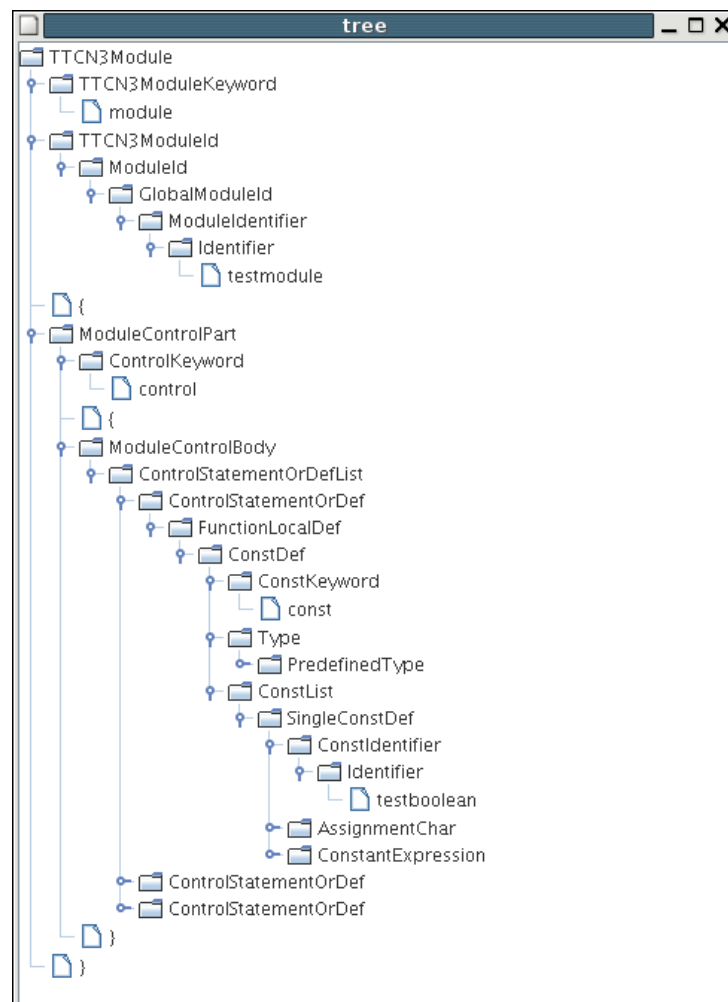 tree
TTCN3Module
TTCN3ModuleKeyword
module
TTCN3ModuleId
ModuleId
GlobalModuleId
ModuleIdentifier
Identifier
testmodule
{
ModuleControlPart
ControlKeyword
control
{
ModuleControlBody
ControlStatementOrDefList
ControlStatementOrDef
FunctionLocalDef
ConstDef
ConstKeyword
const
Type
PredefinedType
ConstList
SingleConstDef
ConstIdentifier
Identifier
testboolean
AssignmentChar
ConstantExpression
ControlStatementOrDef
ControlStatementOrDef
}
}